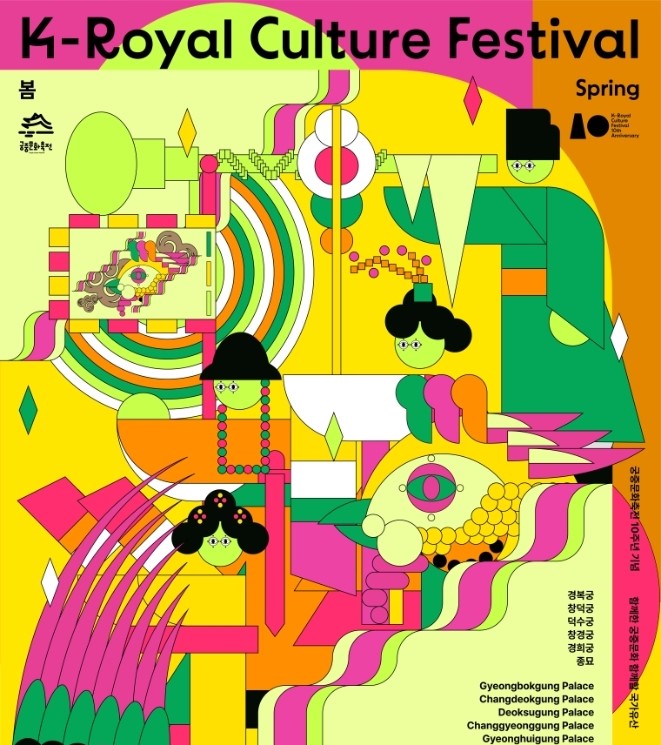 K-Royal Culture Festival
봄
Spring
궁중문화축전
K-Royal
Culture
Festival
10th
Anniversary
궁중문화축전 10주년 기념
함께한 궁중문화 함께할 국가유산
경복궁
창덕궁
덕수궁
창경궁
경희궁
종묘
Gyeongbokgung Palace
Changdeokgung Palace
Deoksugung Palace
Changgyeonggung Palace
Gyeonghuigung Palace